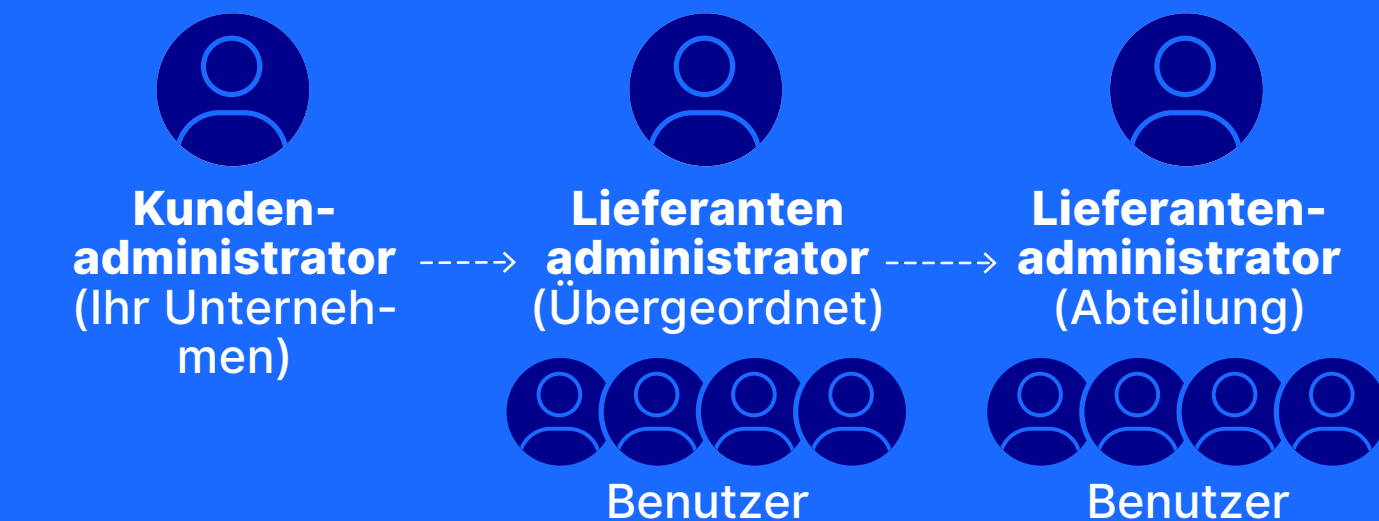 Kunden-
administrator
(Ihr Unterneh-
men)
Lieferanten
administrator
(Übergeordnet)
Benutzer
Lieferanten-
administrator
(Abteilung)
Benutzer